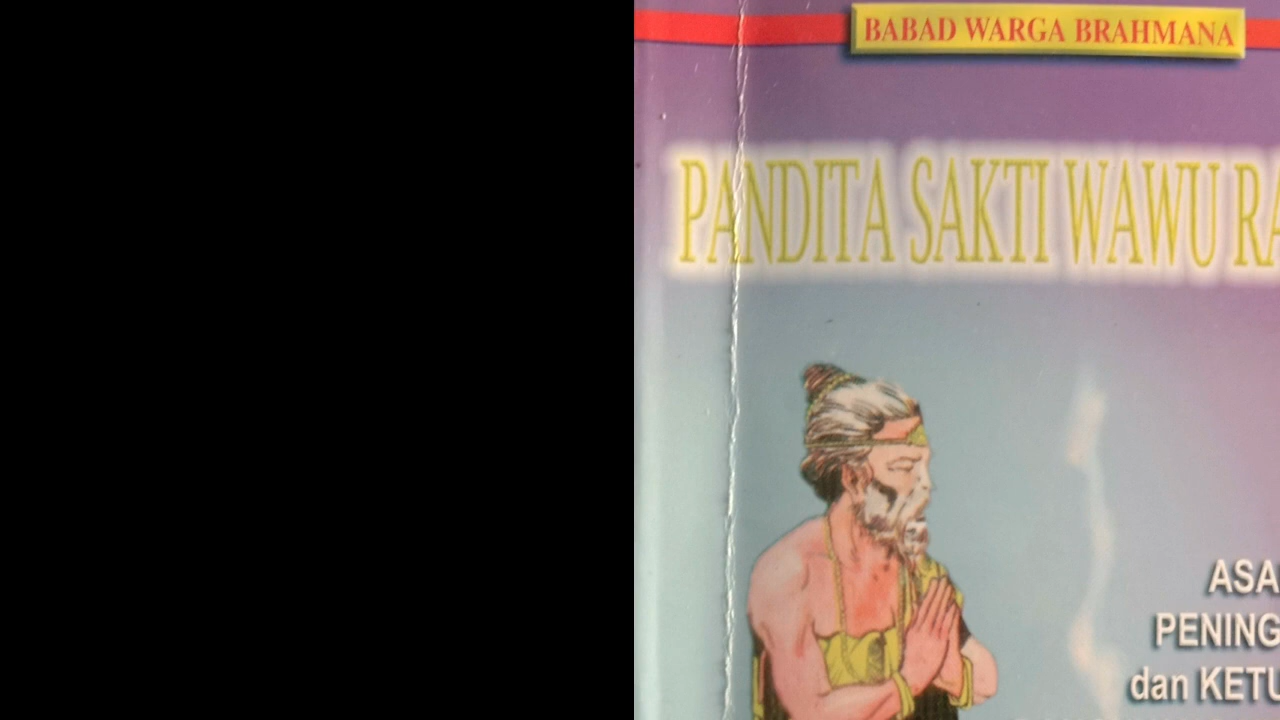 BABAD WARGA BRAHMANA
PANDITA SAKTI WAWU RA
ASA
PENING
dan KETU